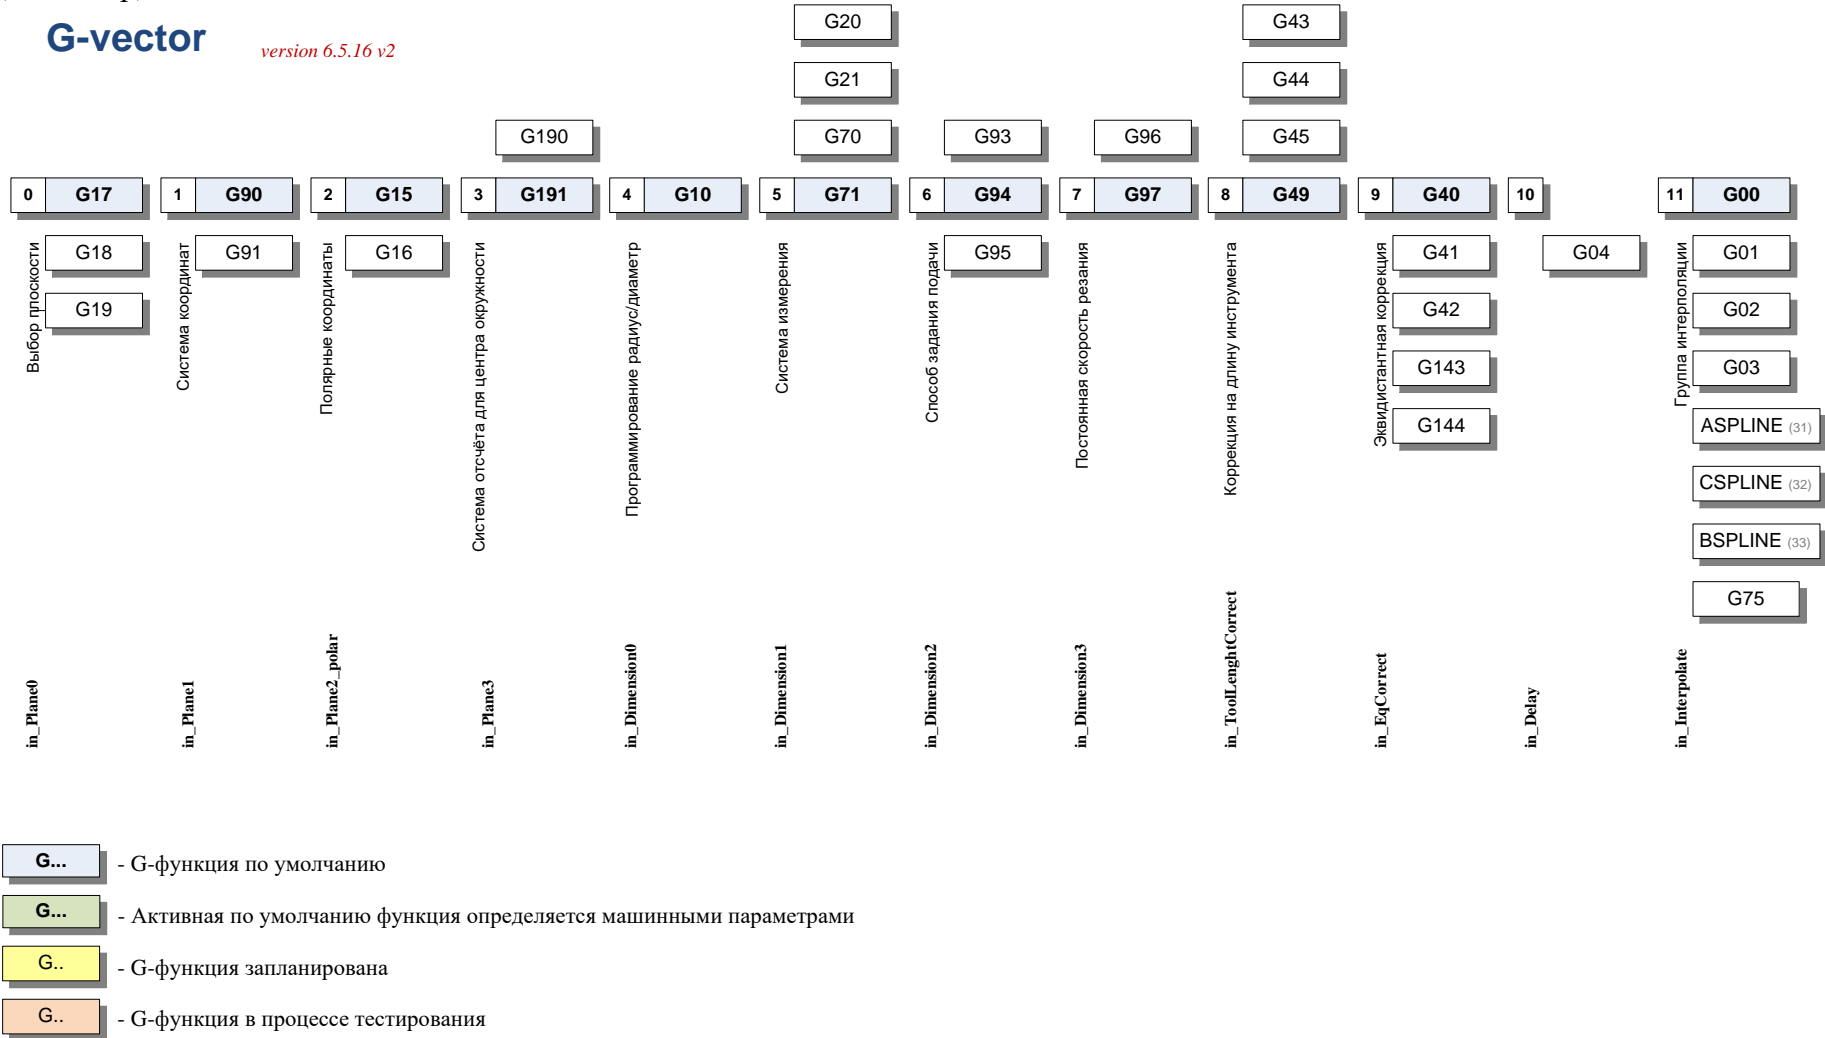 G-vector
version 6.5.16 v2
G20
G43
G21
G44
G190
G70
G93
G96
G45
0 G17
1 G90
2 G15
3 G191
4 G10
5 G71
6 G94
7 G97
8 G49
9 G40
10
11 G00
G18
G91
G16
G95
G41
G04
G01
G19
G42
G02
G143
G03
G144
ASPLINE (31)
CSPLINE (32)
BSPLINE (33)
G75
Выбор плоскости
Система координат
Полярные координаты
Система отсчёта для центра окружности
Программирование радиус/диаметр
Система измерения
Способ задания подачи
Постоянная скорость резания
Коррекция на длину инструмента
Эквидистантная коррекция
Группа интерполяции
in_Plane0
in_Plane1
in_Plane2_polar
in_Plane3
in_Dimension0
in_Dimension1
in_Dimension2
in_Dimension3
in_ToolLenghtCorrect
in_EqCorrect
in_Delay
in_Interpolate
G... - G-функция по умолчанию
G... - Активная по умолчанию функция определяется машинными параметрами
G.. - G-функция запланирована
G.. - G-функция в процессе тестирования